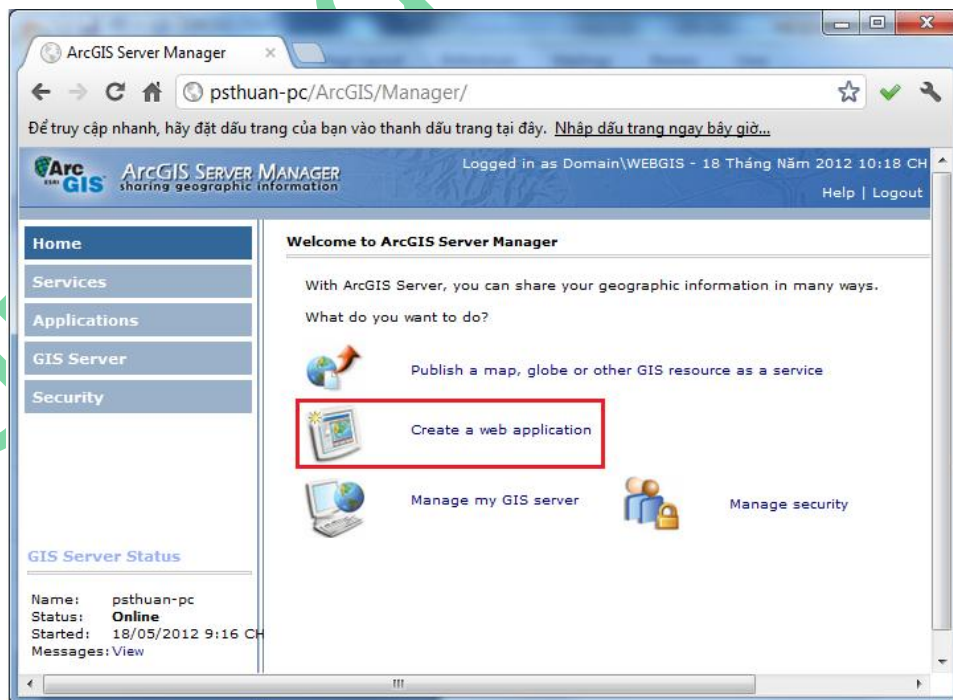 ArcGIS Server Manager
psthuan-pc/ArcGIS/Manager/
Để truy cập nhanh, hãy đặt dấu trang của bạn vào thanh dấu trang tại đây. Nhập dấu trang ngay bây giờ...
Arc GIS
ESRI
ARCGIS SERVER MANAGER
sharing geographic information
Logged in as Domain\WEBGIS - 18 Tháng Năm 2012 10:18 CH
Help | Logout
Home
Services
Applications
GIS Server
Security
Welcome to ArcGIS Server Manager
With ArcGIS Server, you can share your geographic information in many ways.
What do you want to do?
Publish a map, globe or other GIS resource as a service
Create a web application
Manage my GIS server
Manage security
GIS Server Status
Name: psthuan-pc
Status: Online
Started: 18/05/2012 9:16 CH
Messages: View